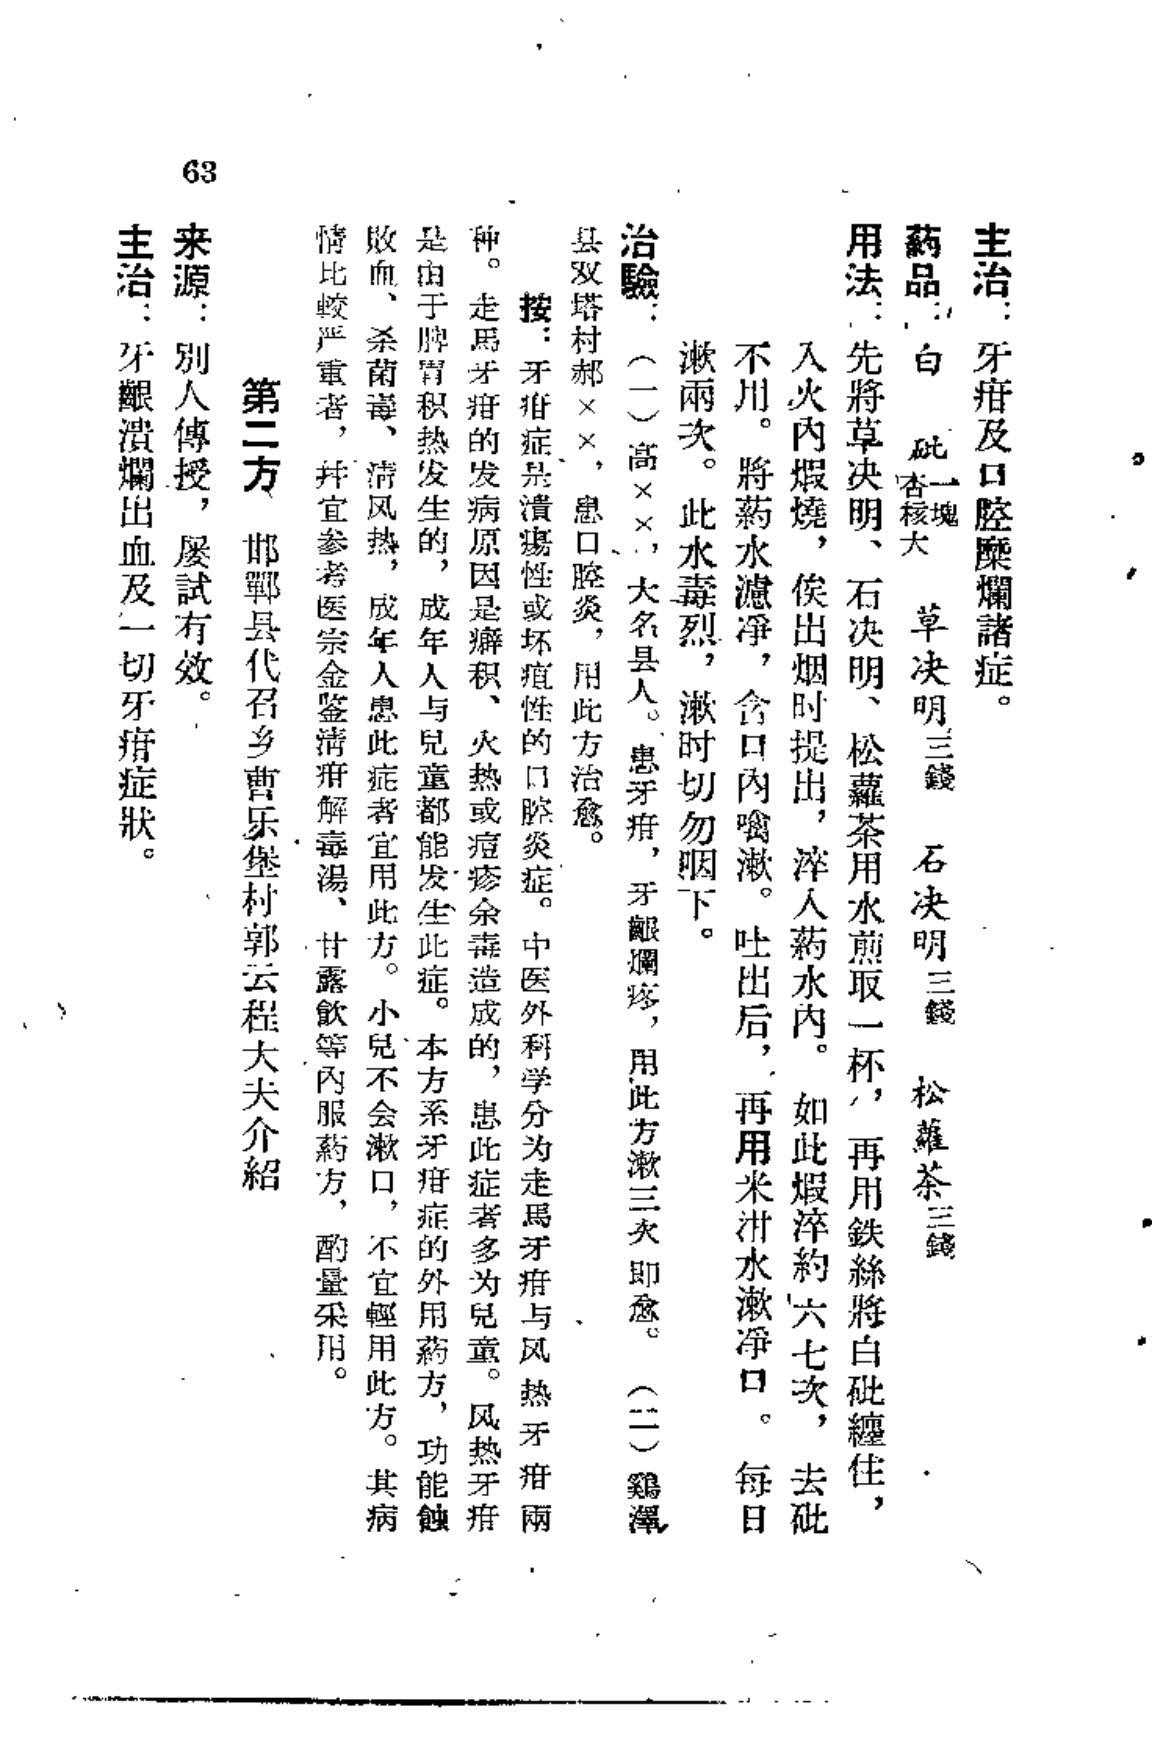 主治：牙疳及口腔糜爛諸症。
药品：白砒一塊杏核大　草决明三錢　石决明三錢　松蘿茶三錢
用法：先將草决明、石决明、松蘿茶用水煎取一杯，再用鉄絲將白砒纏住，
入火內煆燒，俟出烟时提出，淬入葯水內。如此煆淬約六七次，去砒
不用。將葯水濾净，含口內噙漱。吐出后，再用米泔水漱凈口。每日
漱兩次。此水毒烈，漱时切勿咽下。
治驗：（一）高××，大名县人。患牙疳，牙齦爛疼，用此方漱三次即愈。（二）鷄澤
县双塔村郝××，患口腔炎，用此方治愈。
按：牙疳症是潰瘍性或坏疽性的口腔炎症。中医外科学分为走馬牙疳与风热牙疳兩
种。走馬牙疳的发病原因是癖积、火热或痘疹余毒造成的，患此症者多为兒童。风热牙疳
是由于脾胃积热发生的，成年人与兒童都能发生此症。本方系牙疳症的外用葯方，功能蝕
敗血、杀菌毒、清风热，成年人患此症者宜用此方。小兒不会漱口，不宜輕用此方。其病
情比較严重者，幷宜参考医宗金鉴清疳解毒湯、甘露飮等內服葯方，酌量采用。
第二方　邯鄲县代召乡曹乐堡村郭云程大夫介紹
来源：別人傳授，屡試有效。
主治：牙齦潰爛出血及一切牙疳症狀。
63